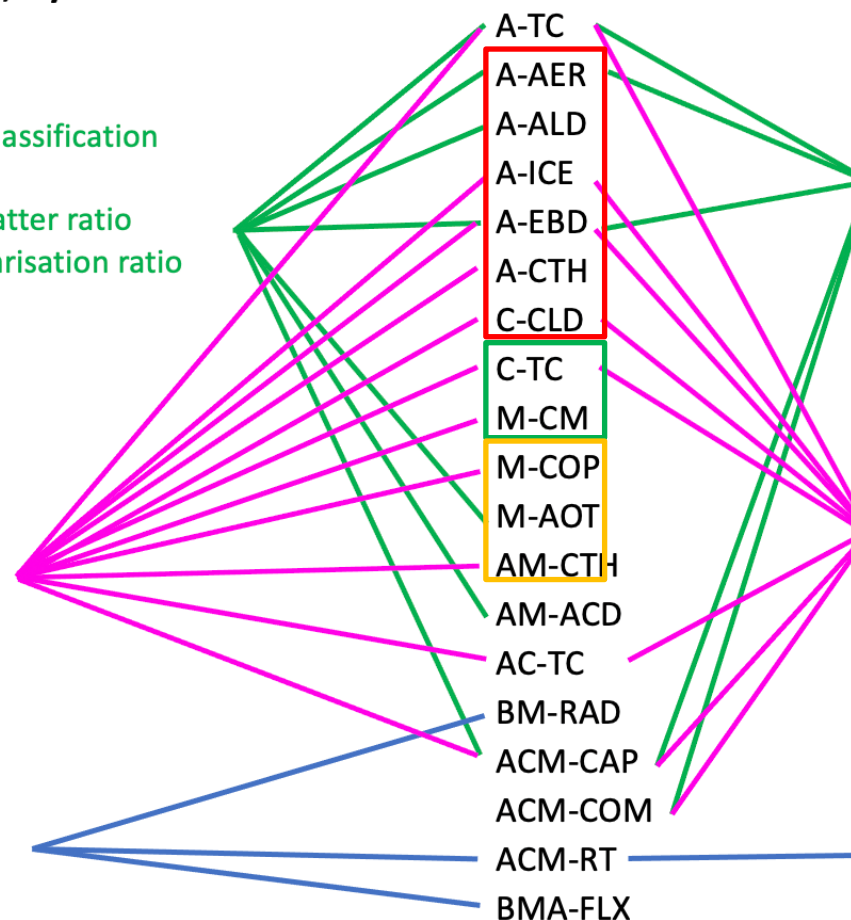 A-TC
A-AER
A-ALD
assification
A-ICE
atter ratio
A-EBD
arisation ratio
A-CTH
C-CLD
C-TC
M-CM
M-COP
M-AOT
AM-CTH
AM-ACD
AC-TC
BM-RAD
ACM-CAP
ACM-COM
ACM-RT
BMA-FLX